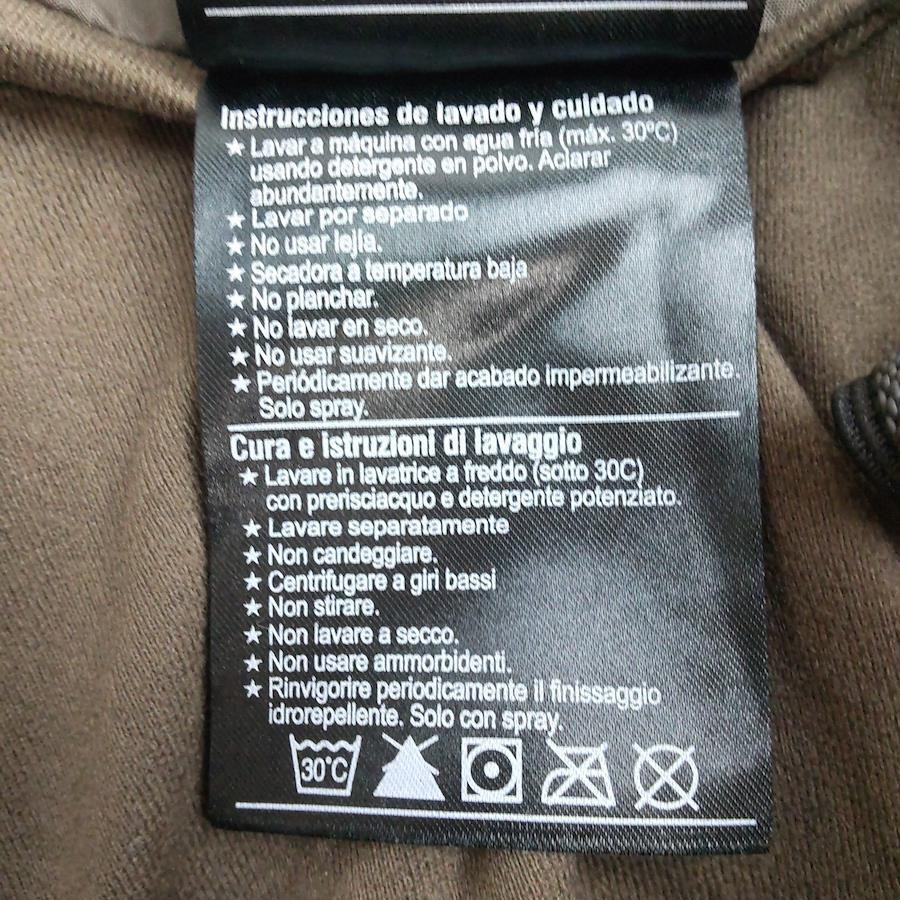 Instrucciones de lavado y cuidado
★ Lavar a máquina con agua fría (máx. 30ºC)
usando detergente en polvo. Aclarar
abundantemente.
★ Lavar por separado
★ No usar lejía.
★ Secadora a temperatura baja
★ No planchar.
★ No lavar en seco.
★ No usar suavizante.
★ Periódicamente dar acabado impermeabilizante.
Solo spray.
Cura e istruzioni di lavaggio
★ Lavare in lavatrice a freddo (sotto 30C)
con prerisciacquo e detergente potenziato.
★ Lavare separatamente
★ Non candeggiare.
★ Centrifugare a giri bassi
★ Non stirare.
★ Non lavare a secco.
★ Non usare ammorbidenti.
★ Rinvigorire periodicamente il finissaggio
idrorepellente. Solo con spray.
30°C